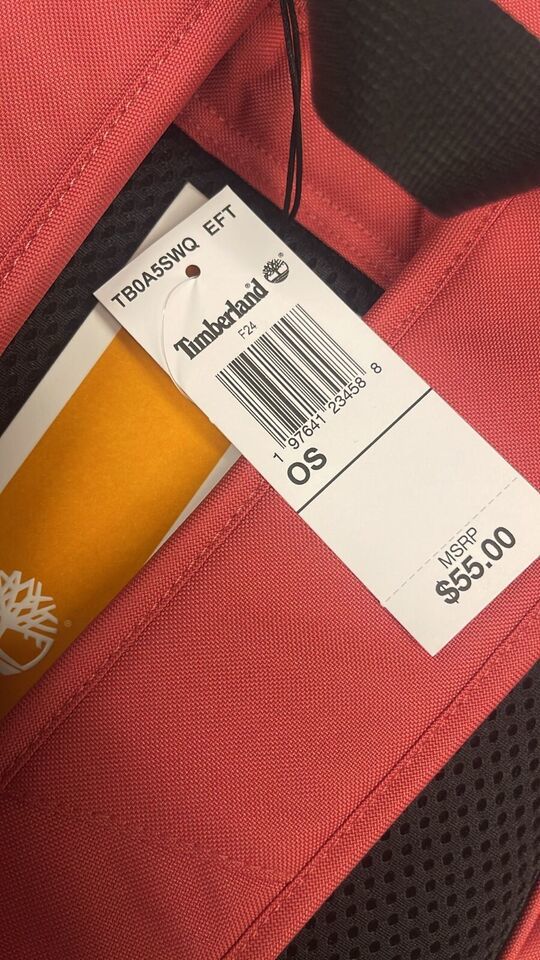 TB0A5SWQ EFT
Timberland®
F24
1 97641 23458 8
OS
MSRP
$55.00
®